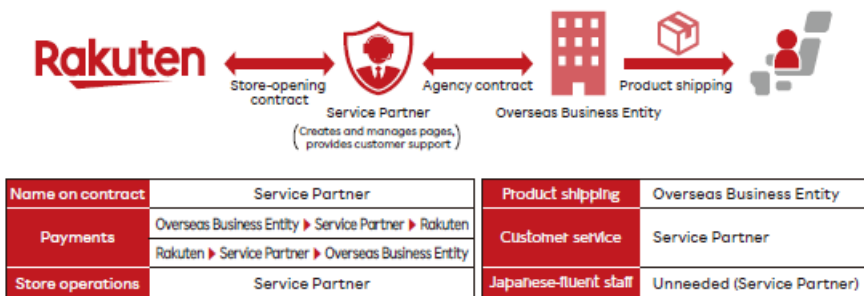 Rakuten
Store-opening
contract
Service Partner
(Creates and manages pages,
provides customer support)
Agency contract
Overseas Business Entity
Product shipping
Name on contract
Service Partner
Payments
Overseas Business Entity ▶ Service Partner ▶ Rakuten
Rakuten ▶ Service Partner ▶ Overseas Business Entity
Store operations
Service Partner
Product shipping
Overseas Business Entity
Customer service
Service Partner
Japanese-fluent staff
Unneeded (Service Partner)